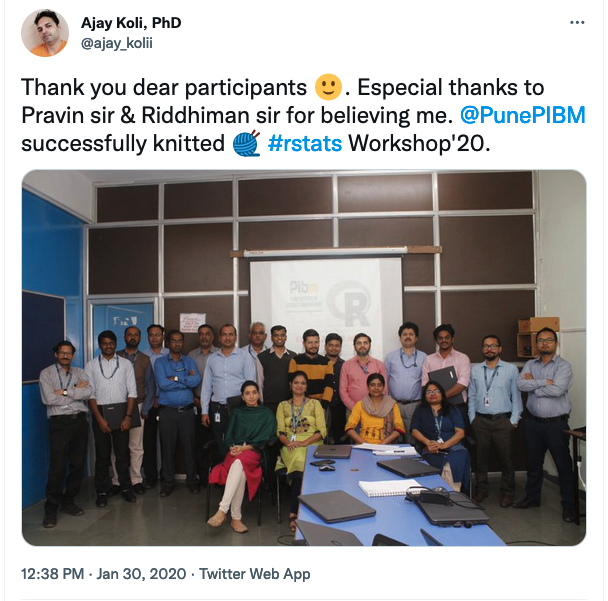 Ajay Koli, PhD
@ajay_kolii
Thank you dear participants 🙂. Especial thanks to
Pravin sir & Riddhiman sir for believing me. @PunePIBM
successfully knitted 🧶 #rstats Workshop'20.
Pibm
R
12:38 PM · Jan 30, 2020 · Twitter Web App